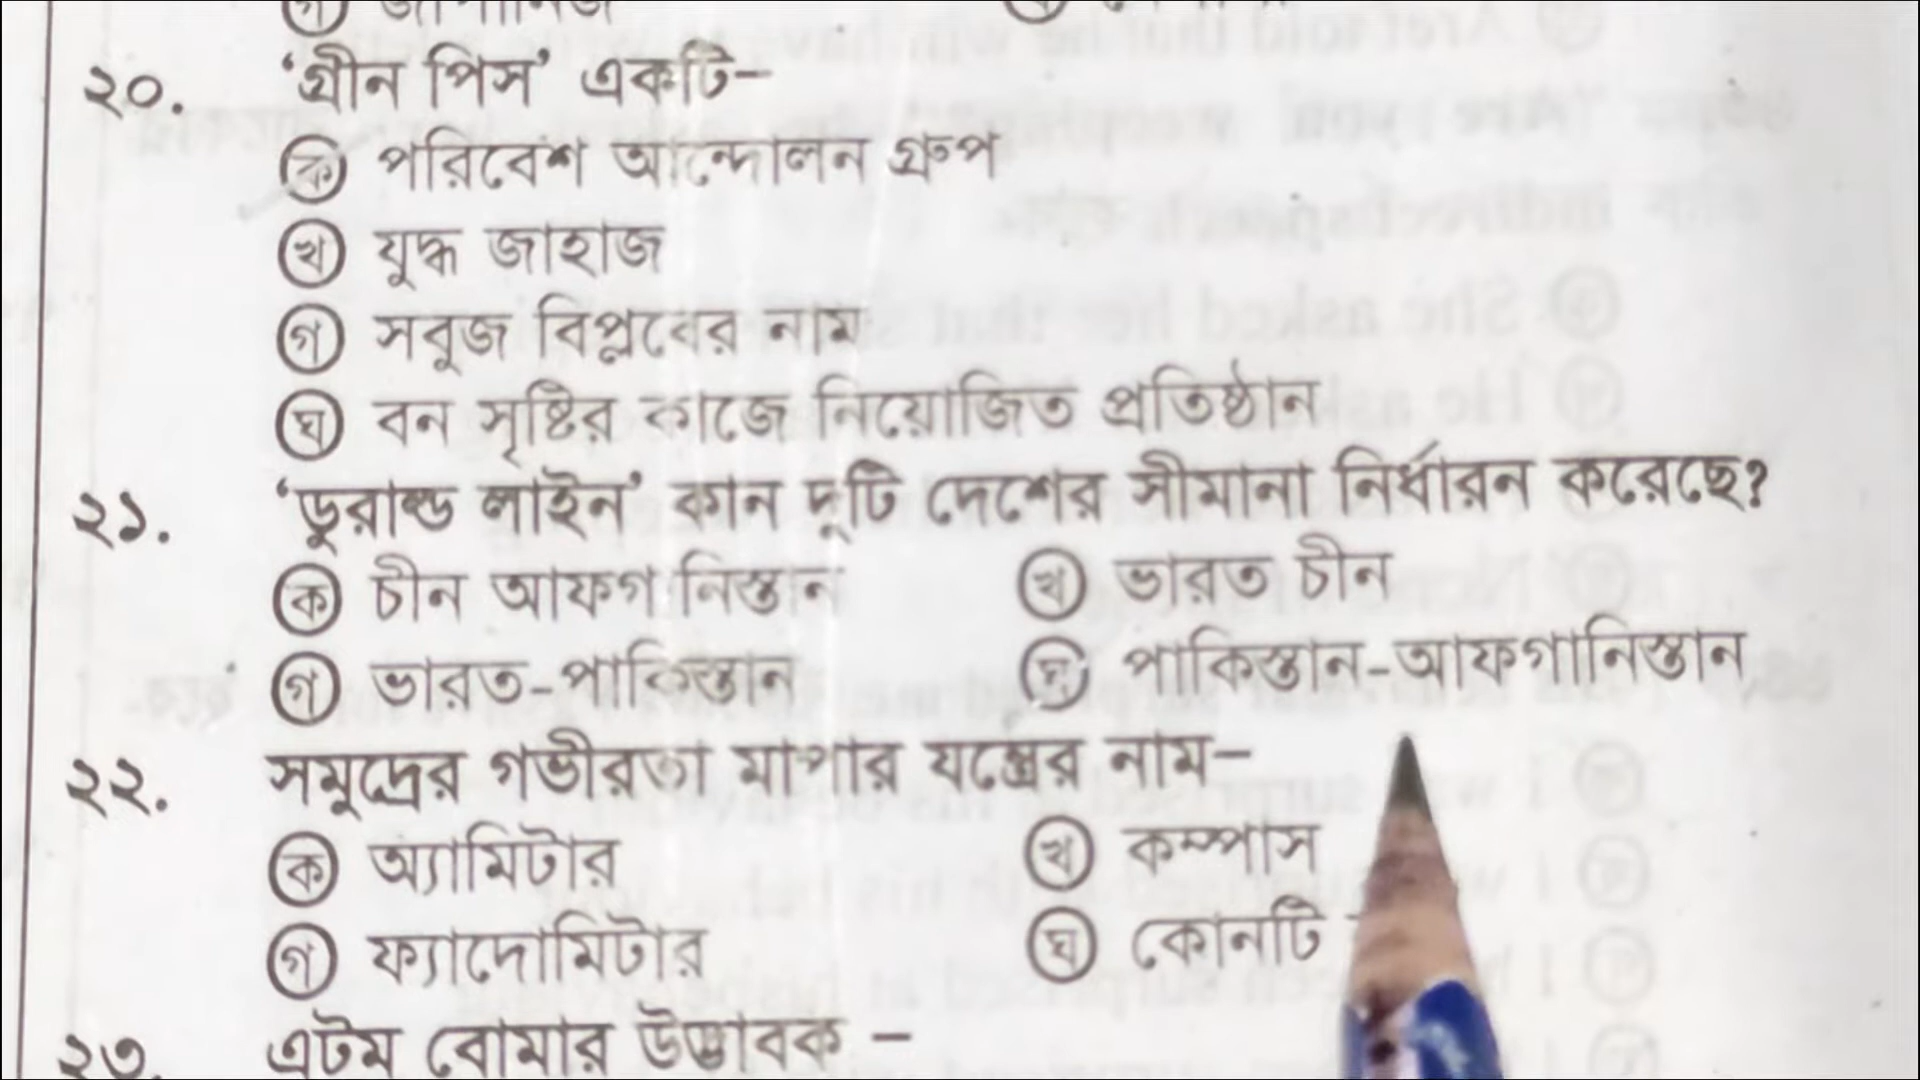 ২০. ‘গ্রীন পিস’ একটি–
ক পরিবেশ আন্দোলন গ্রুপ
খ যুদ্ধ জাহাজ
গ সবুজ বিপ্লবের নাম
ঘ বন সৃষ্টির কাজে নিয়োজিত প্রতিষ্ঠান
২১. ‘ডুরাল্ড লাইন’ কান দুটি দেশের সীমানা নির্ধারন করেছে?
ক চীন আফগ নিস্তান খ ভারত চীন
গ ভারত-পাকিস্তান ঘ পাকিস্তান-আফগানিস্তান
২২. সমুদ্রের গভীরতা মাপার যন্ত্রের নাম–
ক অ্যামিটার খ কম্পাস
গ ফ্যাদোমিটার ঘ কোনটি
২৩. এটম বোমার উদ্ভাবক –